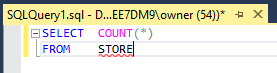 SQLQuery1.sql - D...EE7DM9\owner (54))*
SELECT COUNT(*)
FROM STORE